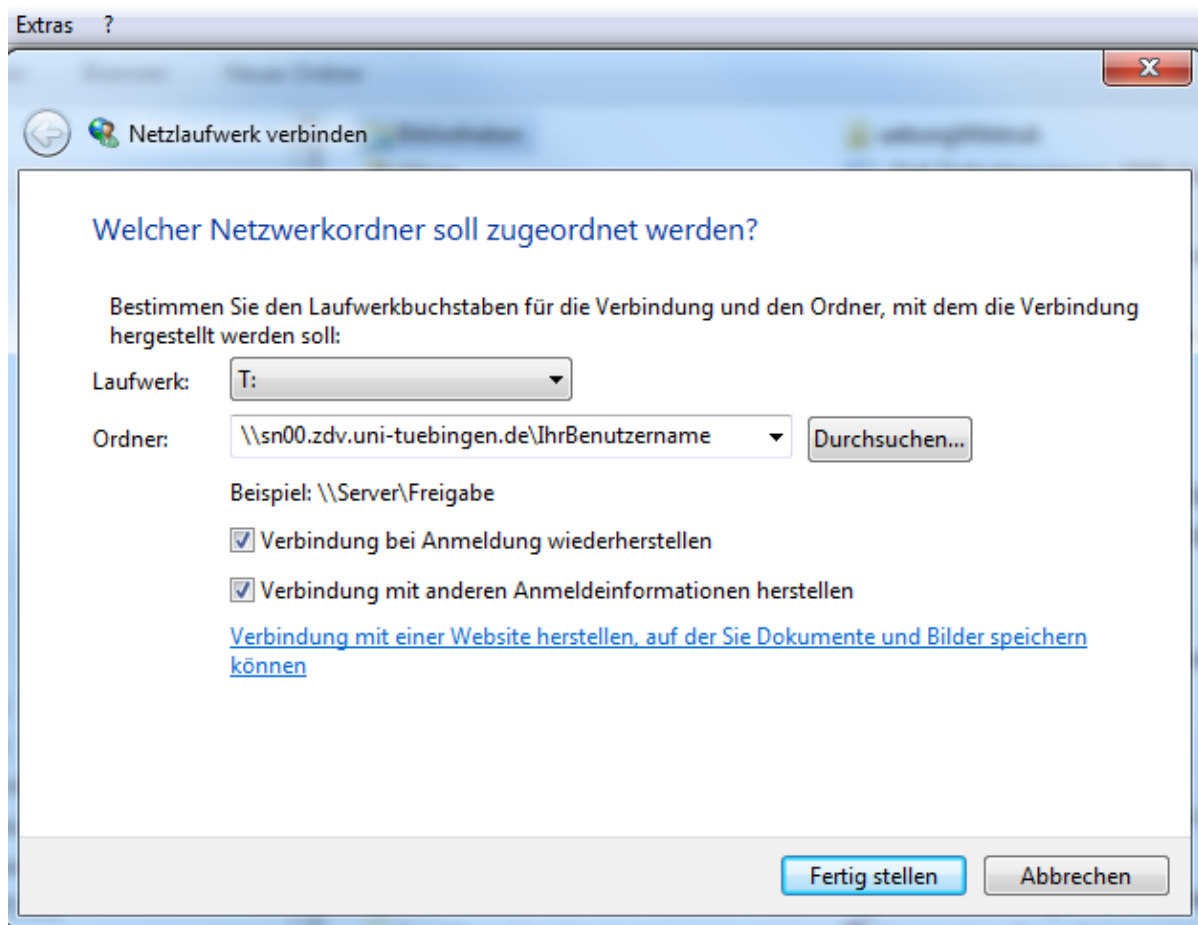 Extras ?
Netzlaufwerk verbinden
Welcher Netzwerkordner soll zugeordnet werden?
Bestimmen Sie den Laufwerkbuchstaben für die Verbindung und den Ordner, mit dem die Verbindung
hergestellt werden soll:
Laufwerk: T:
Ordner: \\sn00.zdv.uni-tuebingen.de\IhrBenutzername Durchsuchen...
Beispiel: \\Server\Freigabe
Verbindung bei Anmeldung wiederherstellen
Verbindung mit anderen Anmeldeinformationen herstellen
Verbindung mit einer Website herstellen, auf der Sie Dokumente und Bilder speichern
können
Fertig stellen Abbrechen